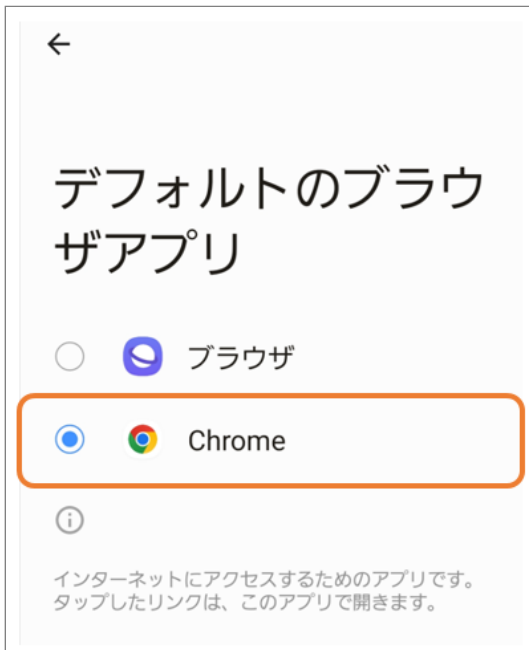 デフォルトのブラウ
ザアプリ
ブラウザ
Chrome
インターネットにアクセスするためのアプリです。
タップしたリンクは、このアプリで開きます。